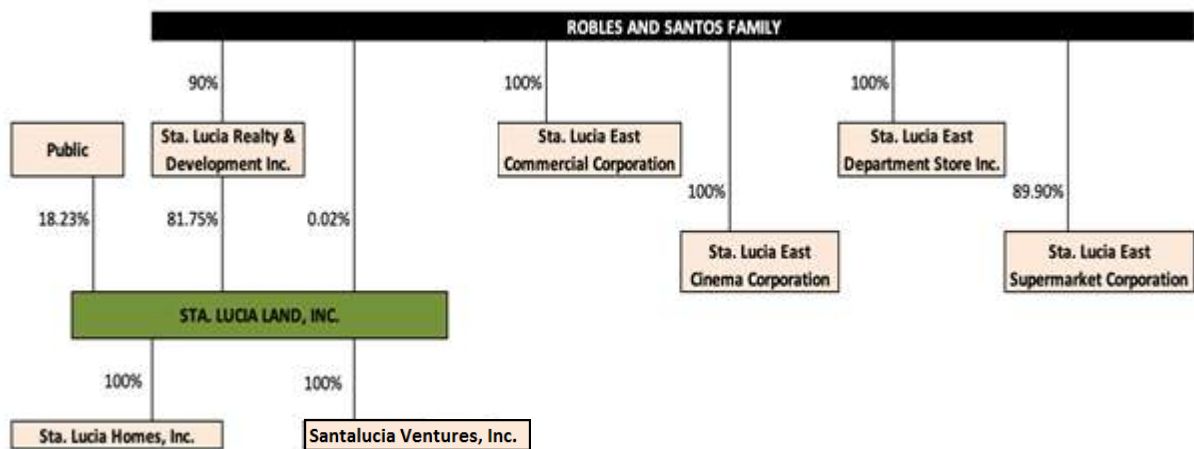 ROBLES AND SANTOS FAMILY
90%
100%
100%
Public
Sta. Lucia Realty &
Development Inc.
Sta. Lucia East
Commercial Corporation
Sta. Lucia East
Department Store Inc.
18.23%
81.75%
0.02%
100%
89.90%
Sta. Lucia East
Cinema Corporation
Sta. Lucia East
Supermarket Corporation
STA. LUCIA LAND, INC.
100%
100%
Sta. Lucia Homes, Inc.
Santalucia Ventures, Inc.